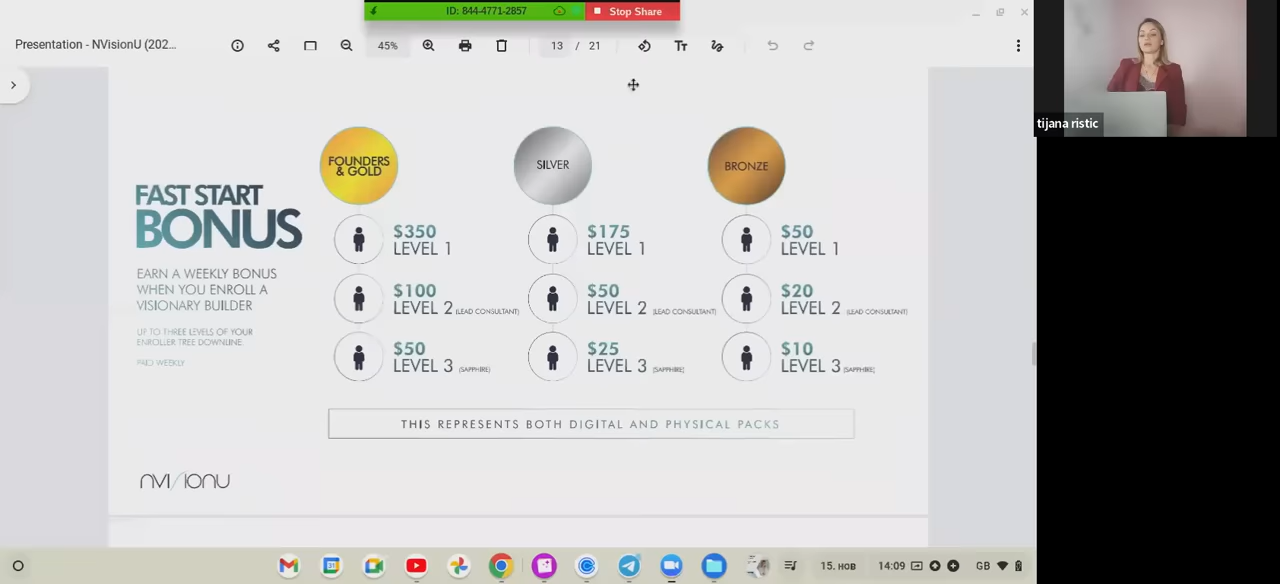 ID: 844-4771-2857
Stop Share
Presentation - NVisionU (202...
45%
13 / 21
tijana ristic
FOUNDERS
& GOLD
SILVER
BRONZE
FAST START
BONUS
EARN A WEEKLY BONUS
WHEN YOU ENROLL A
VISIONARY BUILDER
UP TO THREE LEVELS OF YOUR
ENROLLER TREE DOWNLINE
PAID WEEKLY
$350
LEVEL 1
$175
LEVEL 1
$50
LEVEL 1
$100
LEVEL 2 (LEAD CONSULTANT)
$50
LEVEL 2 (LEAD CONSULTANT)
$20
LEVEL 2 (LEAD CONSULTANT)
$50
LEVEL 3 (SAPPHIRE)
$25
LEVEL 3 (SAPPHIRE)
$10
LEVEL 3 (SAPPHIRE)
THIS REPRESENTS BOTH DIGITAL AND PHYSICAL PACKS
nvisionu
15. нов
14:09
GB